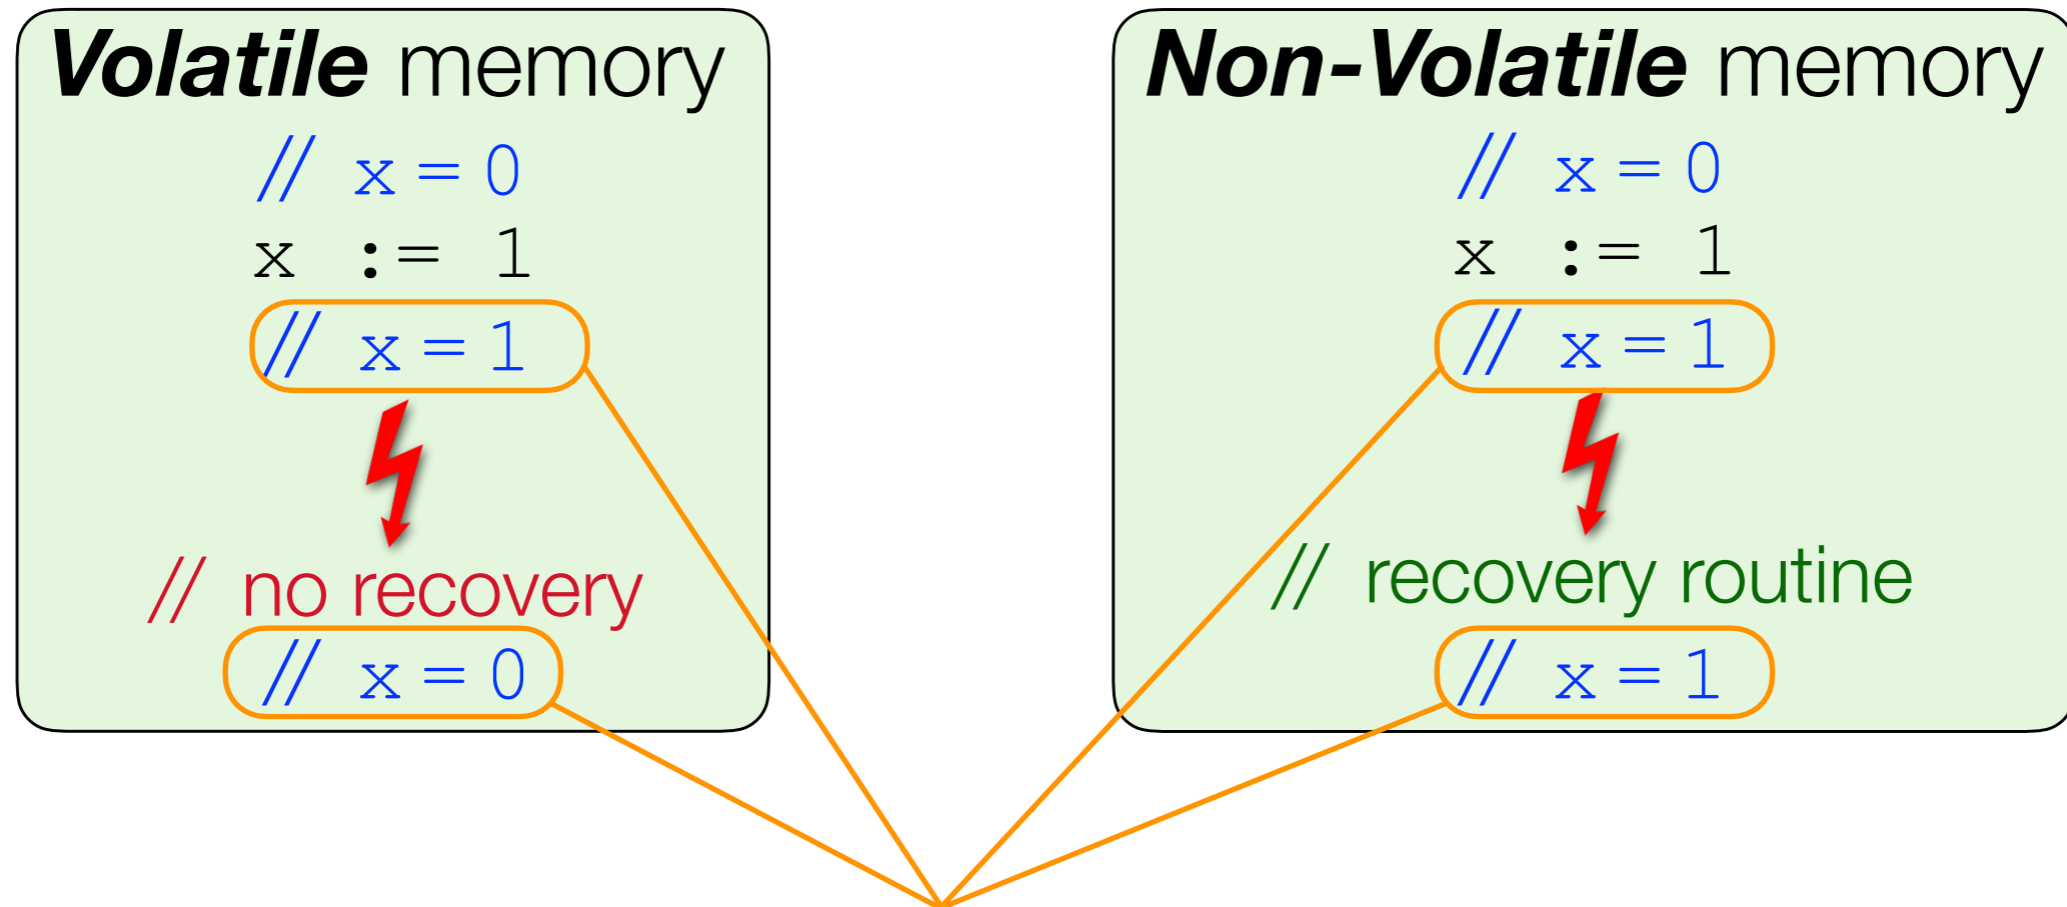 Volatile memory
// x = 0
x := 1
// x = 1
// no recovery
// x = 0
Non-Volatile memory
// x = 0
x := 1
// x = 1
// recovery routine
// x = 1